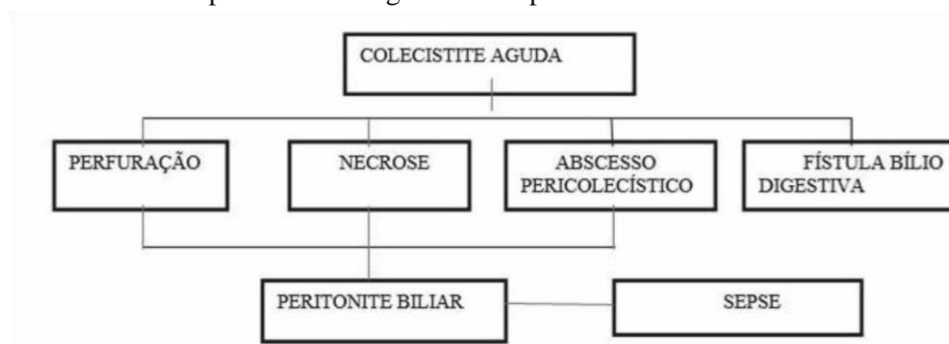 COLECISTITE AGUDA
PERFURAÇÃO
NECROSE
ABSCESSO
PERICOLECÍSTICO
FÍSTULA BÍLIO
DIGESTIVA
PERITONITE BILIAR
SEPSE